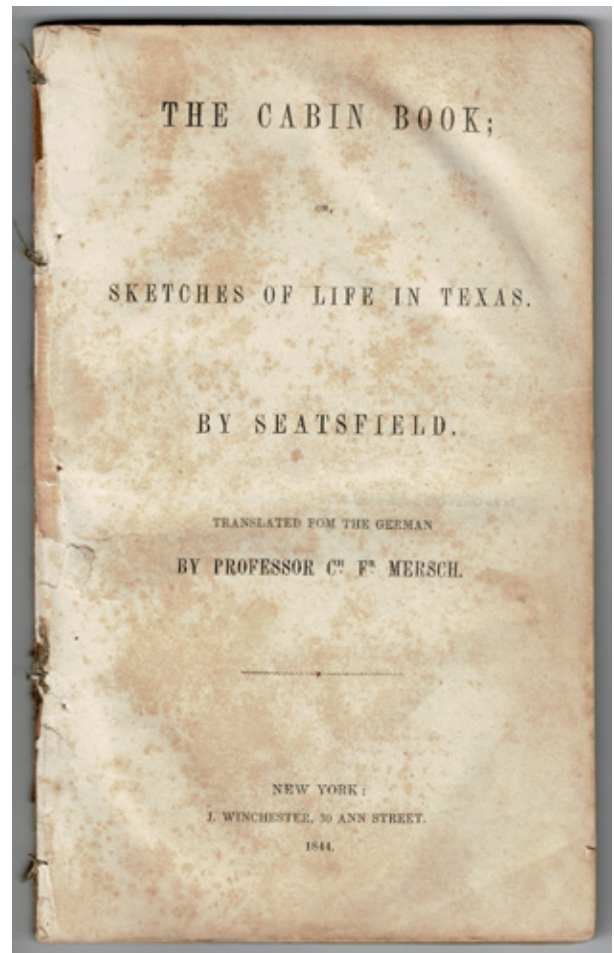 THE CABIN BOOK;
OR,
SKETCHES OF LIFE IN TEXAS.
BY SEATSFIELD.
TRANSLATED FOM THE GERMAN
BY PROFESSOR CH. FR. MERSCH.
NEW YORK:
J. WINCHESTER, 30 ANN STREET.
1844.